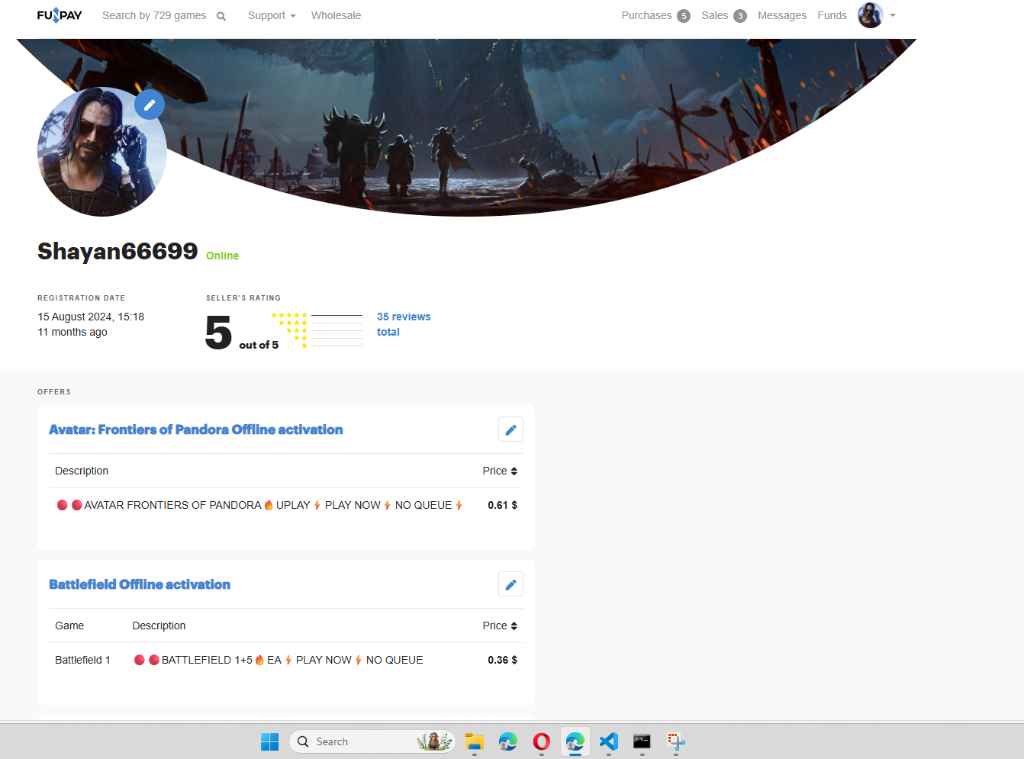 FUNPAY Search by 729 games Support Wholesale Purchases 5 Sales 3 Messages Funds
Shayan66699 Online
REGISTRATION DATE
15 August 2024, 15:18
11 months ago
SELLER'S RATING
5 out of 5
35 reviews
total
OFFERS
Avatar: Frontiers of Pandora Offline activation
Description Price
🔴🔴AVATAR FRONTIERS OF PANDORA🔥UPLAY⚡PLAY NOW⚡NO QUEUE⚡ 0.61 $
Battlefield Offline activation
Game Description Price
Battlefield 1 🔴🔴BATTLEFIELD 1+5🔥EA⚡PLAY NOW⚡NO QUEUE 0.36 $
Search